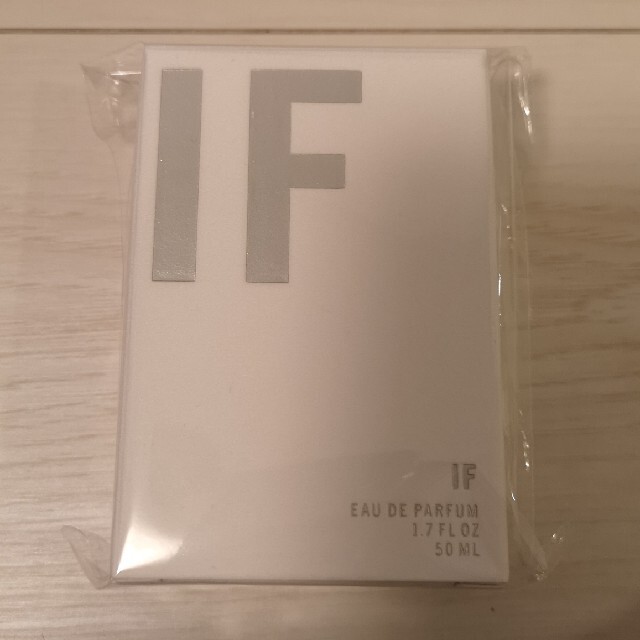 IF
IF
EAU DE PARFUM
1.7 FL OZ
50 ML